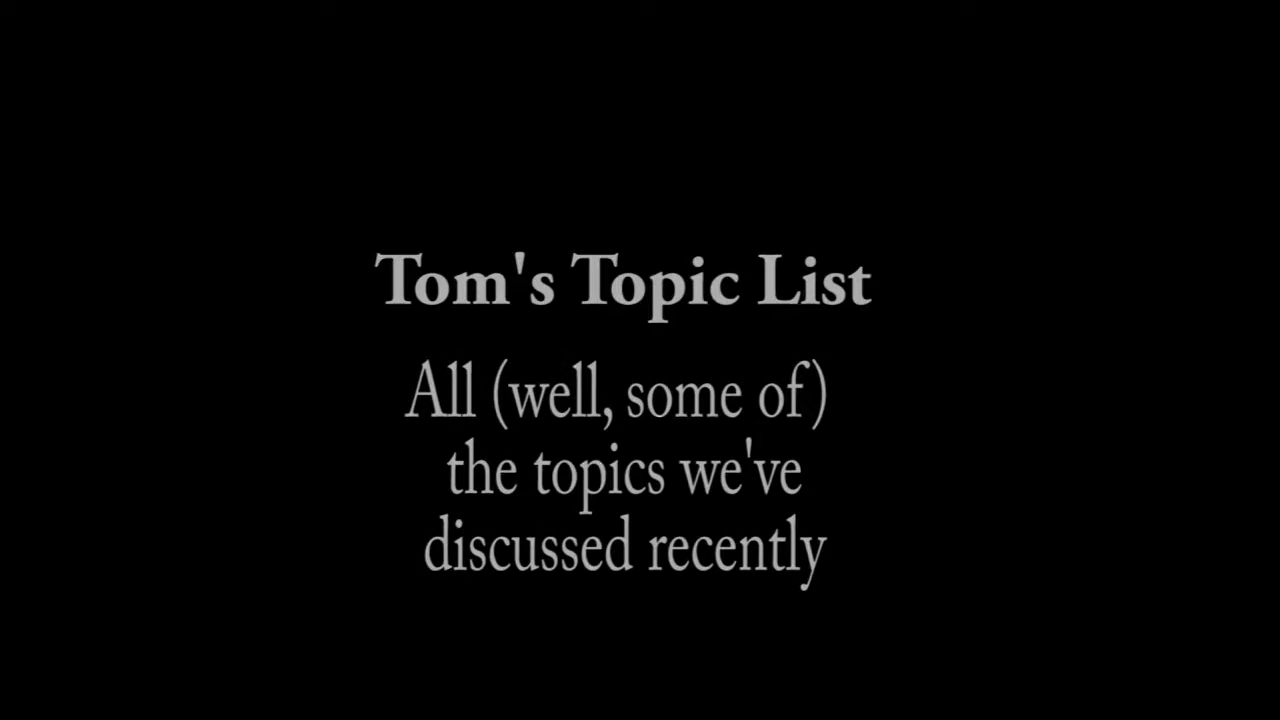 Tom's Topic List
All (well, some of)
the topics we've
discussed recently